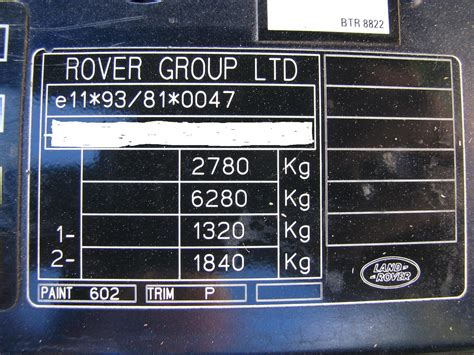 BTR 8822
ROVER GROUP LTD
e11*93/81*0047
2780 Kg
6280 Kg
1- 1320 Kg
2- 1840 Kg
PAINT 602 TRIM P
LAND ROVER